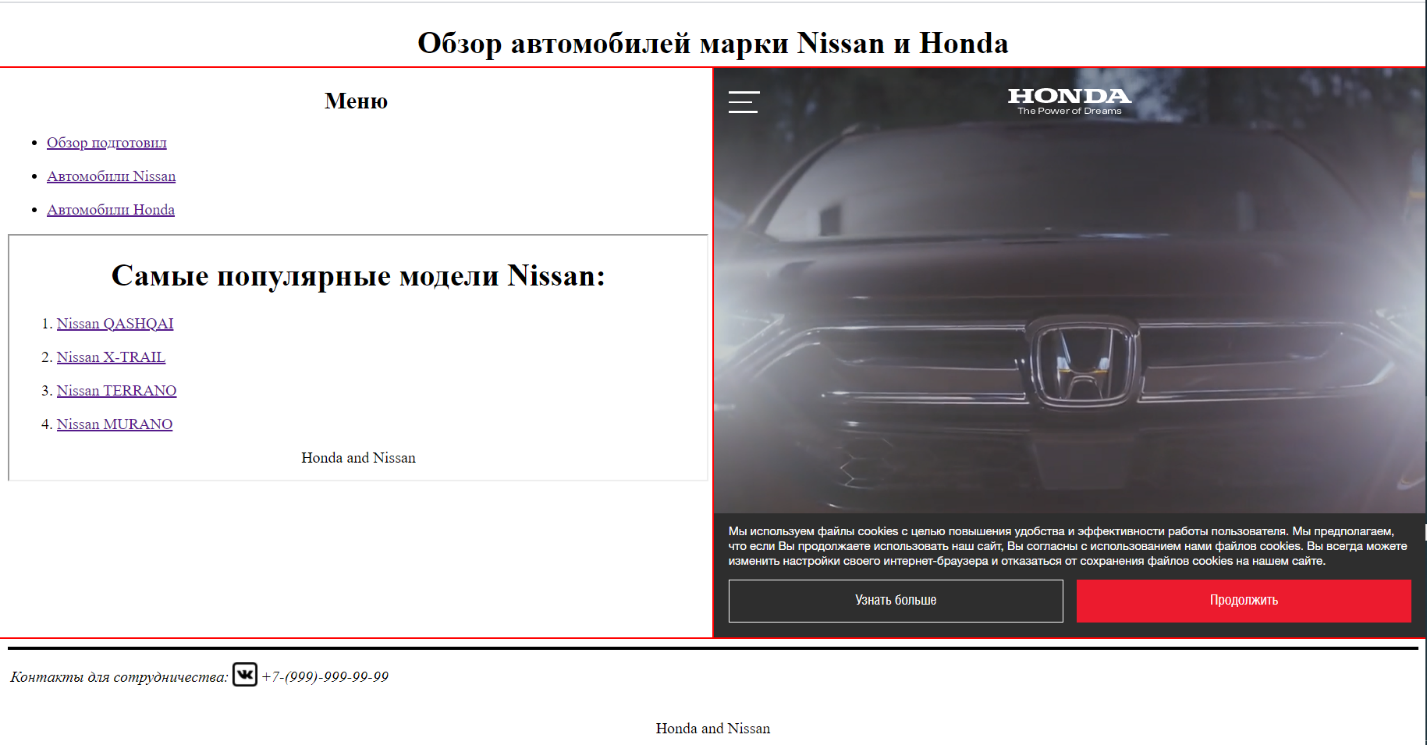 Обзор автомобилей марки Nissan и Honda
Меню
Обзор подготовил
Автомобили Nissan
Автомобили Honda
Самые популярные модели Nissan:
1. Nissan QASHQAI
2. Nissan X-TRAIL
3. Nissan TERRANO
4. Nissan MURANO
Honda and Nissan
HONDA
The Power of Dreams
Мы используем файлы cookies с целью повышения удобства и эффективности работы пользователя. Мы предполагаем,
что если Вы продолжаете использовать наш сайт, Вы согласны с использованием нами файлов cookies. Вы всегда можете
изменить настройки своего интернет-браузера и отказаться от сохранения файлов cookies на нашем сайте.
Узнать больше
Продолжить
Контакты для сотрудничества: +7-(999)-999-99-99
Honda and Nissan